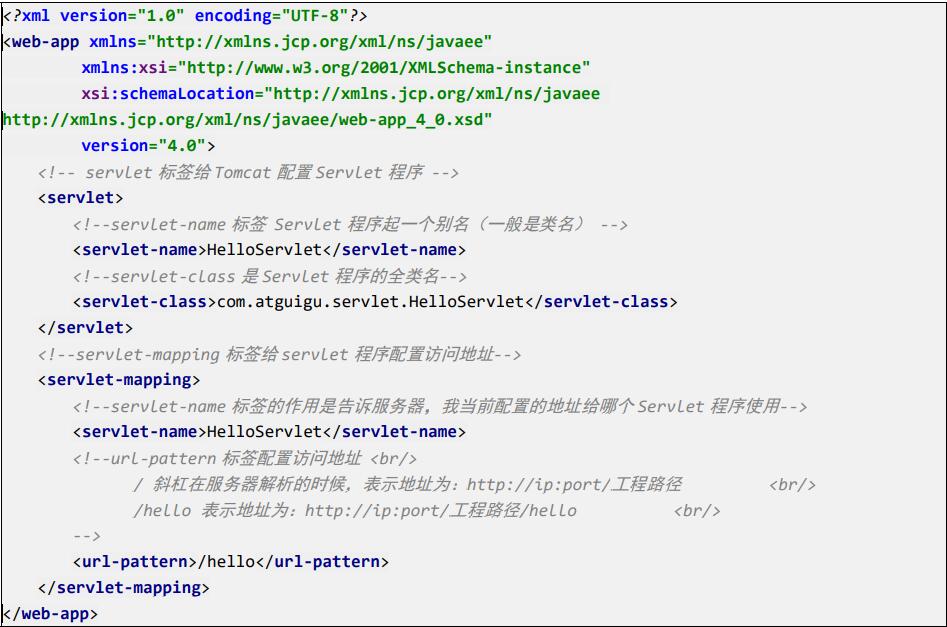 <?xml version="1.0" encoding="UTF-8"?>
<web-app xmlns="http://xmlns.jcp.org/xml/ns/javaee"
xmlns:xsi="http://www.w3.org/2001/XMLSchema-instance"
xsi:schemaLocation="http://xmlns.jcp.org/xml/ns/javaee
http://xmlns.jcp.org/xml/ns/javaee/web-app_4_0.xsd"
version="4.0">
<!-- servlet 标签给 Tomcat 配置 Servlet 程序 -->
<servlet>
<!--servlet-name 标签 Servlet 程序起一个别名（一般是类名） -->
<servlet-name>HelloServlet</servlet-name>
<!--servlet-class 是 Servlet 程序的全类名-->
<servlet-class>com.atguigu.servlet.HelloServlet</servlet-class>
</servlet>
<!--servlet-mapping 标签给 servlet 程序配置访问地址-->
<servlet-mapping>
<!--servlet-name 标签的作用是告诉服务器，我当前配置的地址给哪个 Servlet 程序使用-->
<servlet-name>HelloServlet</servlet-name>
<!--url-pattern 标签配置访问地址 <br/>
/ 斜杠在服务器解析的时候，表示地址为：http://ip:port/工程路径 <br/>
/hello 表示地址为：http://ip:port/工程路径/hello <br/>
-->
<url-pattern>/hello</url-pattern>
</servlet-mapping>
</web-app>